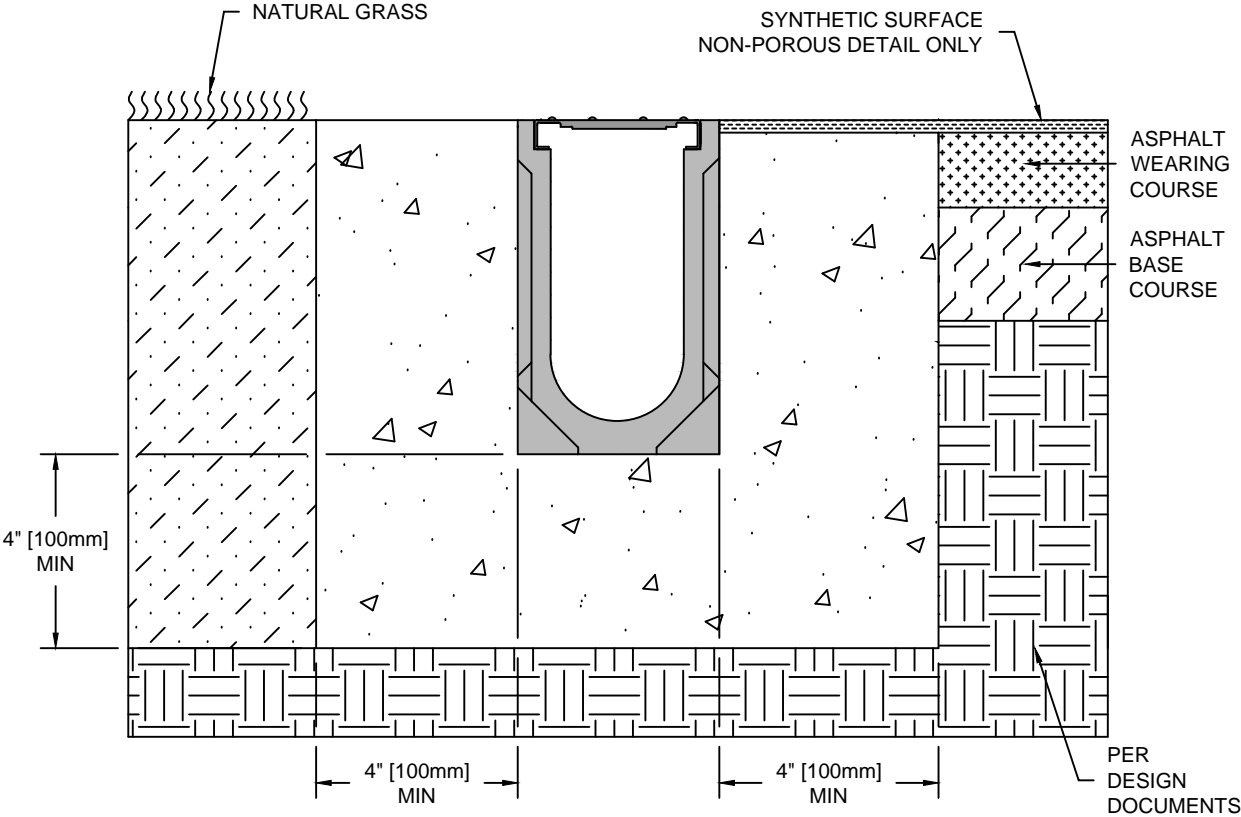 NATURAL GRASS
SYNTHETIC SURFACE
NON-POROUS DETAIL ONLY
ASPHALT
WEARING
COURSE
ASPHALT
BASE
COURSE
4" [100mm]
MIN
4" [100mm]
MIN
4" [100mm]
MIN
PER
DESIGN
DOCUMENTS